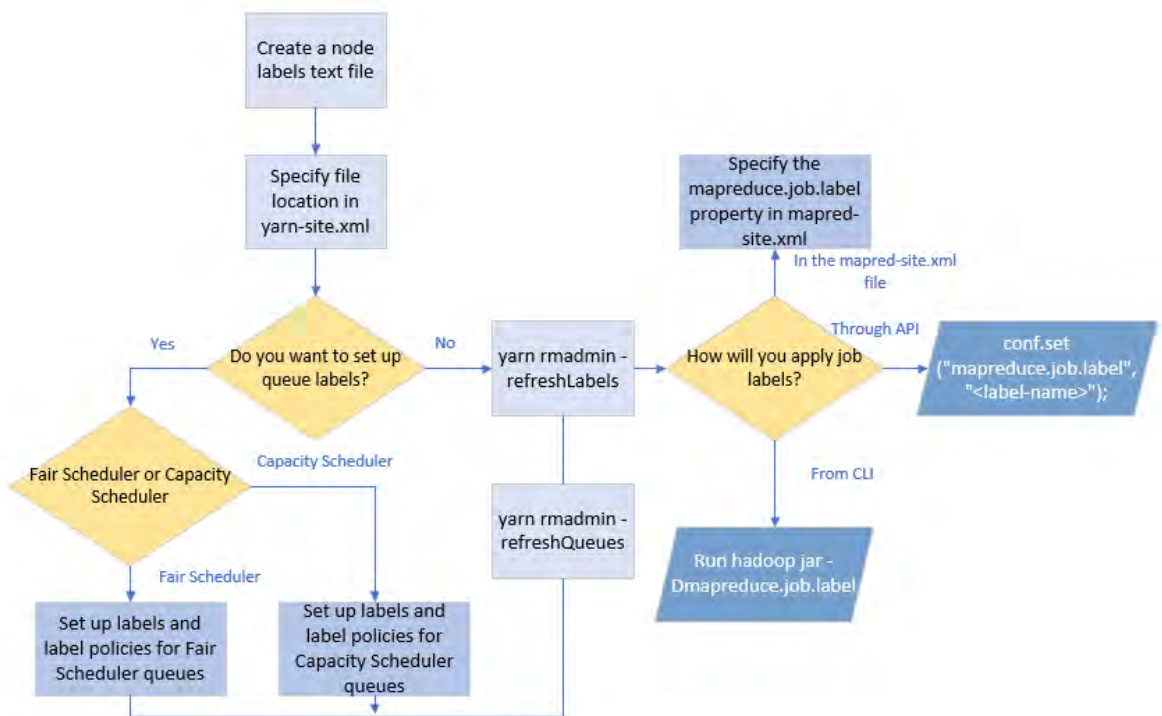 Create a node
labels text file
Specify file
location in
yarn-site.xml
Do you want to set up
queue labels?
Yes
No
Fair Scheduler or Capacity
Scheduler
Capacity Scheduler
Fair Scheduler
Set up labels and
label policies for Fair
Scheduler queues
Set up labels and
label policies for
Capacity Scheduler
queues
yarn rmadmin -
refreshQueues
yarn rmadmin -
refreshLabels
How will you apply job
labels?
In the mapred-site.xml
file
Specify the
mapreduce.job.label
property in mapred-
site.xml
Through API
conf.set
("mapreduce.job.label",
"<label-name>");
From CLI
Run hadoop jar -
Dmapreduce.job.label